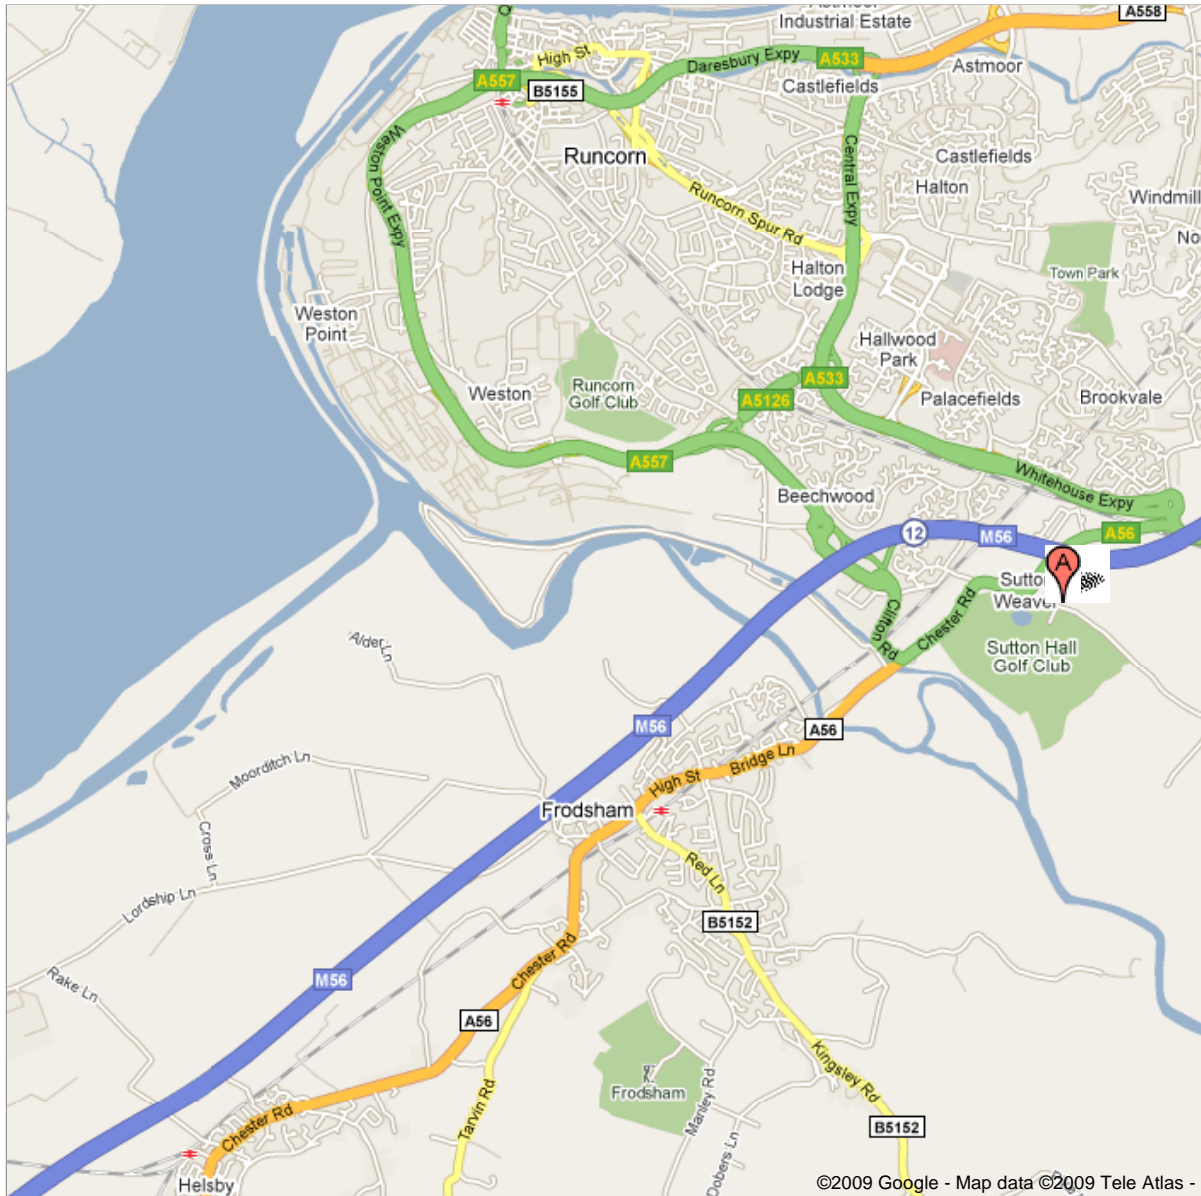 Astmoor
Industrial Estate
A558
High St
Daresbury Expy
A533
Astmoor
A557
B5155
Castlefields
Weston Point Expy
Runcorn
Central Expy
Castlefields
Halton
Runcorn Spur Rd
Windmill
No
Halton
Lodge
Town Park
Weston
Point
Hallwood
Park
A533
Weston
Runcorn
Golf Club
A5126
Palacefields
Brookvale
A557
Whitehouse Expy
Beechwood
12
M56
A56
A
Sutton
Weaver
Clifton Rd
Chester Rd
Sutton Hall
Golf Club
Alder Ln
M56
A56
Moorditch Ln
Bridge Ln
High St
Frodsham
Cross Ln
Red Ln
Lordship Ln
B5152
Chester Rd
Rake Ln
M56
A56
Kingsley Rd
Frodsham
Tarvin Rd
Manley Rd
Chester Rd
B5152
Dobers Ln
Helsby
©2009 Google - Map data ©2009 Tele Atlas -